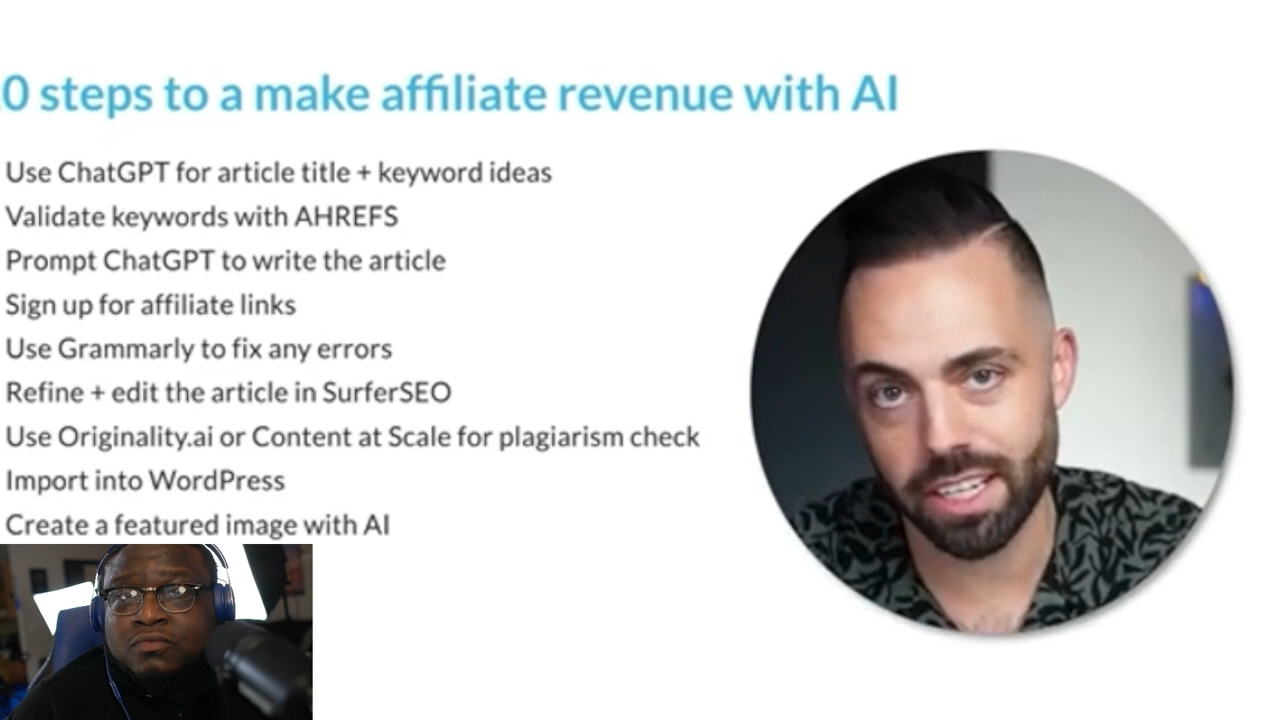 0 steps to a make affiliate revenue with AI
Use ChatGPT for article title + keyword ideas
Validate keywords with AHREFS
Prompt ChatGPT to write the article
Sign up for affiliate links
Use Grammarly to fix any errors
Refine + edit the article in SurferSEO
Use Originality.ai or Content at Scale for plagiarism check
Import into WordPress
Create a featured image with AI